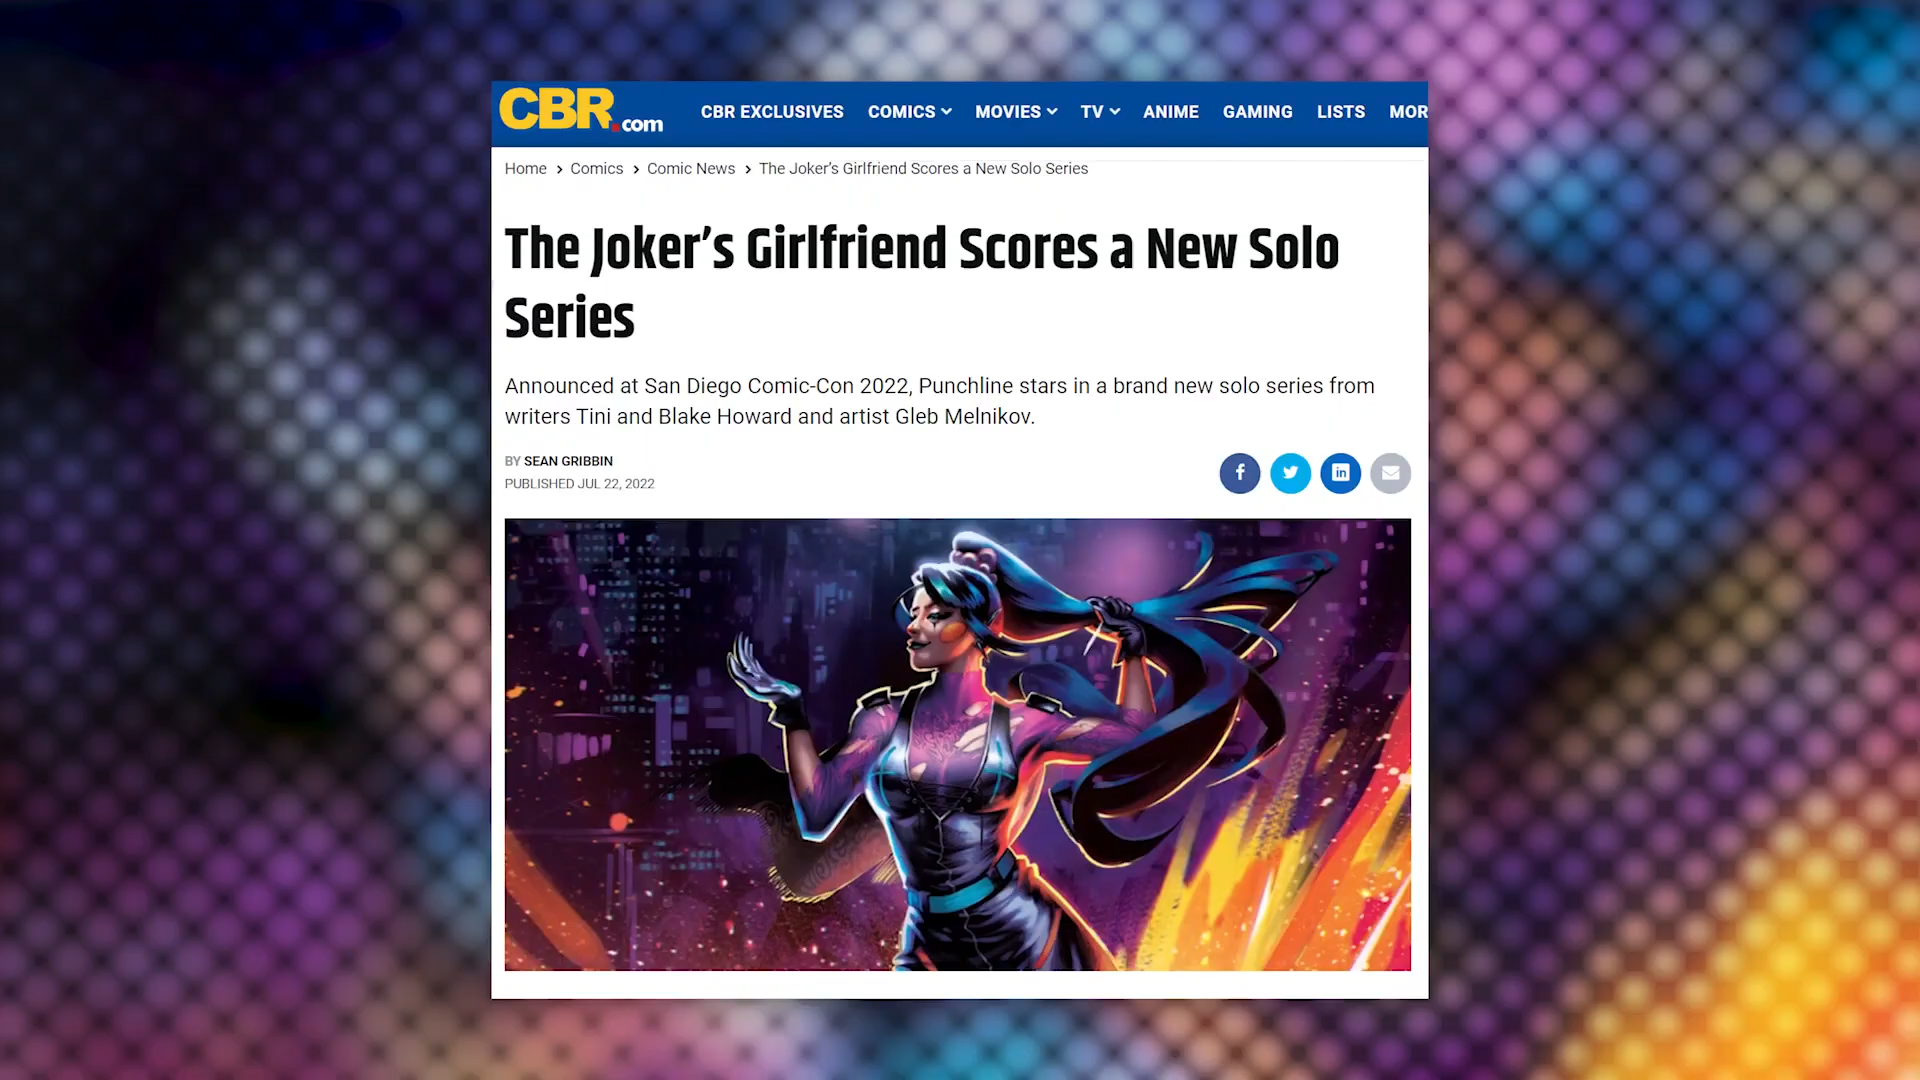 CBR.com
CBR EXCLUSIVES COMICS MOVIES TV ANIME GAMING LISTS MOR
Home > Comics > Comic News > The Joker’s Girlfriend Scores a New Solo Series
The Joker’s Girlfriend Scores a New Solo
Series
Announced at San Diego Comic-Con 2022, Punchline stars in a brand new solo series from
writers Tini and Blake Howard and artist Gleb Melnikov.
BY SEAN GRIBBIN
PUBLISHED JUL 22, 2022